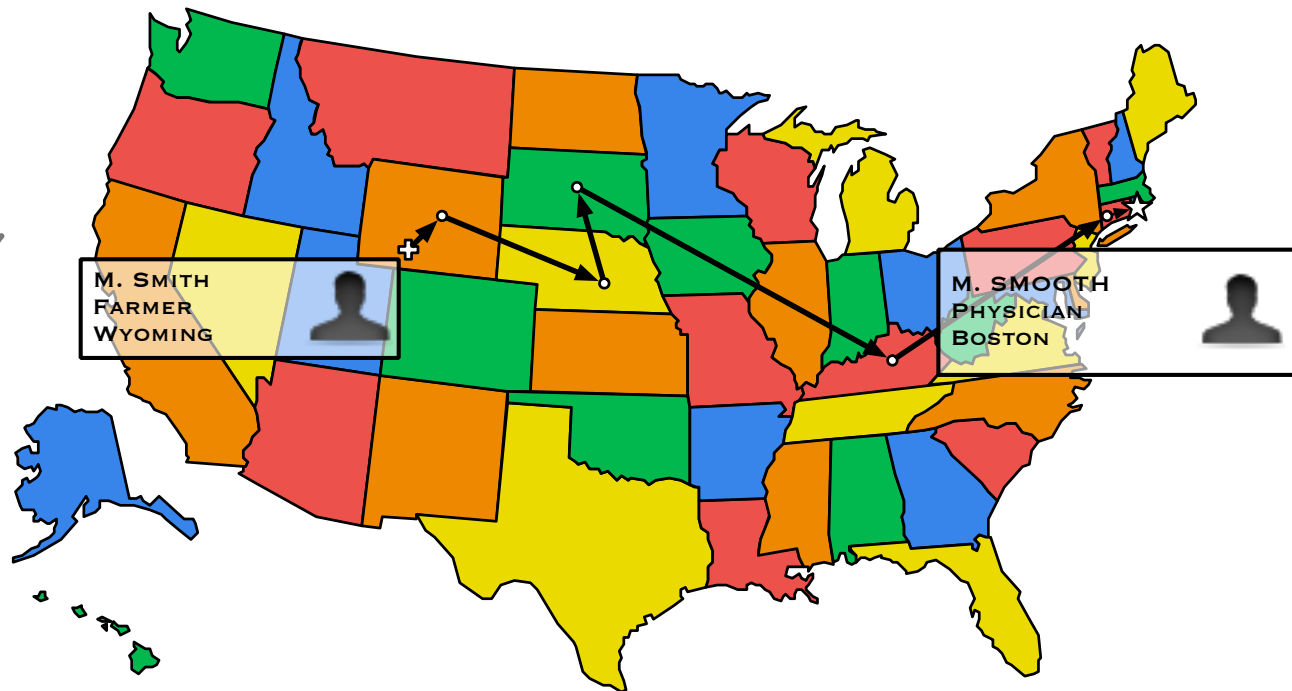 M. Smith
Farmer
Wyoming
M. SMOOTH
Physician
Boston